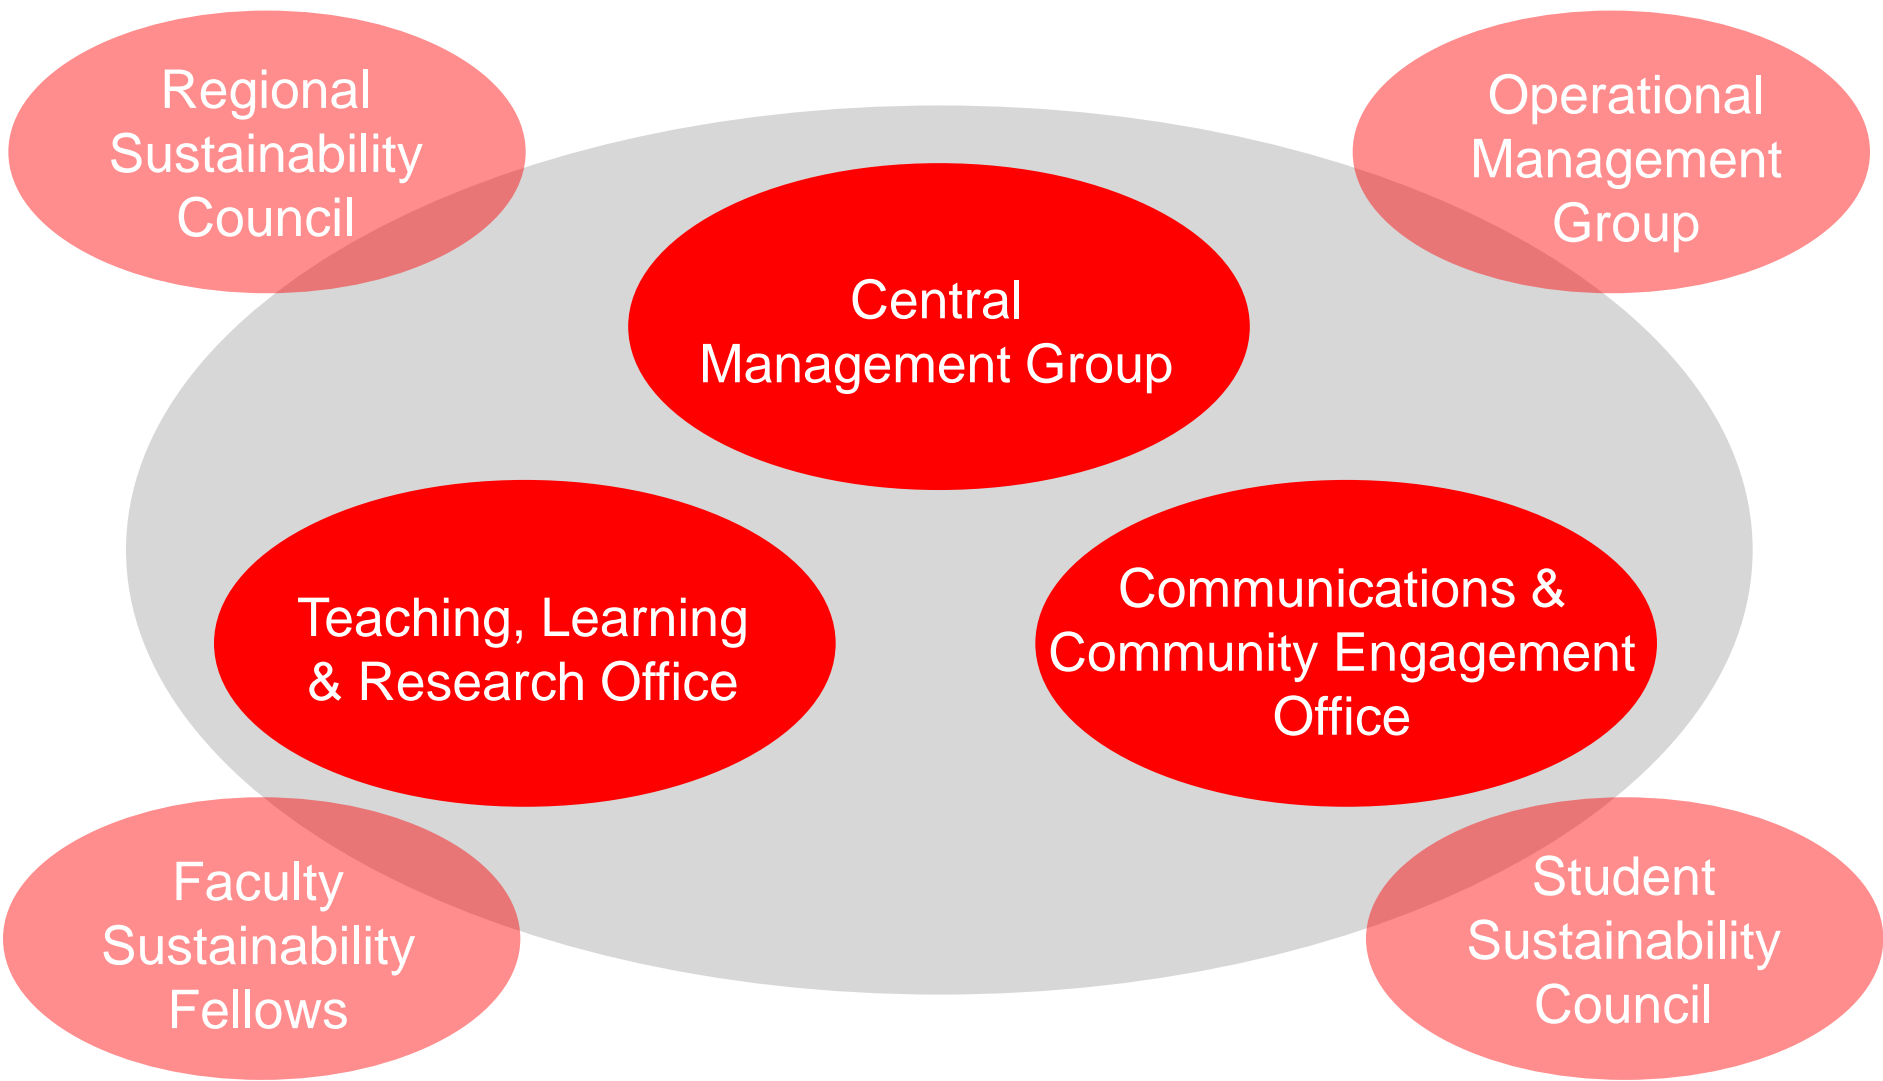 Regional
Sustainability
Council
Operational
Management
Group
Central
Management Group
Teaching, Learning
& Research Office
Communications &
Community Engagement
Office
Faculty
Sustainability
Fellows
Student
Sustainability
Council